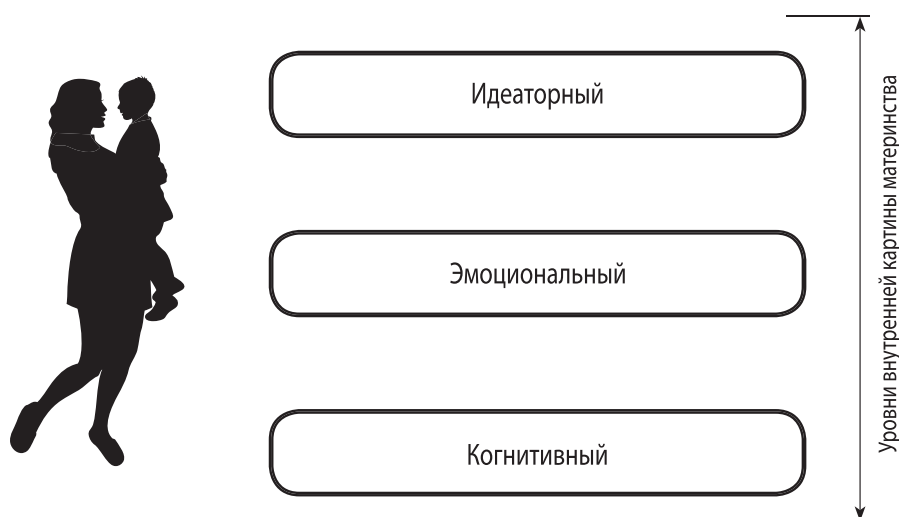 Идеаторный
Эмоциональный
Когнитивный
Уровни внутренней картины материнства